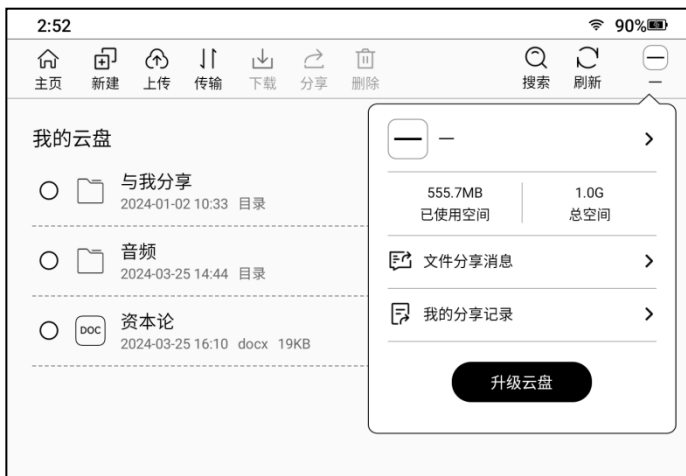 2:52 90%
主页 新建 上传 传输 下载 分享 删除 搜索 刷新 一
我的云盘
与我分享
2024-01-02 10:33 目录
音频
2024-03-25 14:44 目录
DOC 资本论
2024-03-25 16:10 docx 19KB
一 一
555.7MB 1.0G
已使用空间 总空间
文件分享消息
我的分享记录
升级云盘